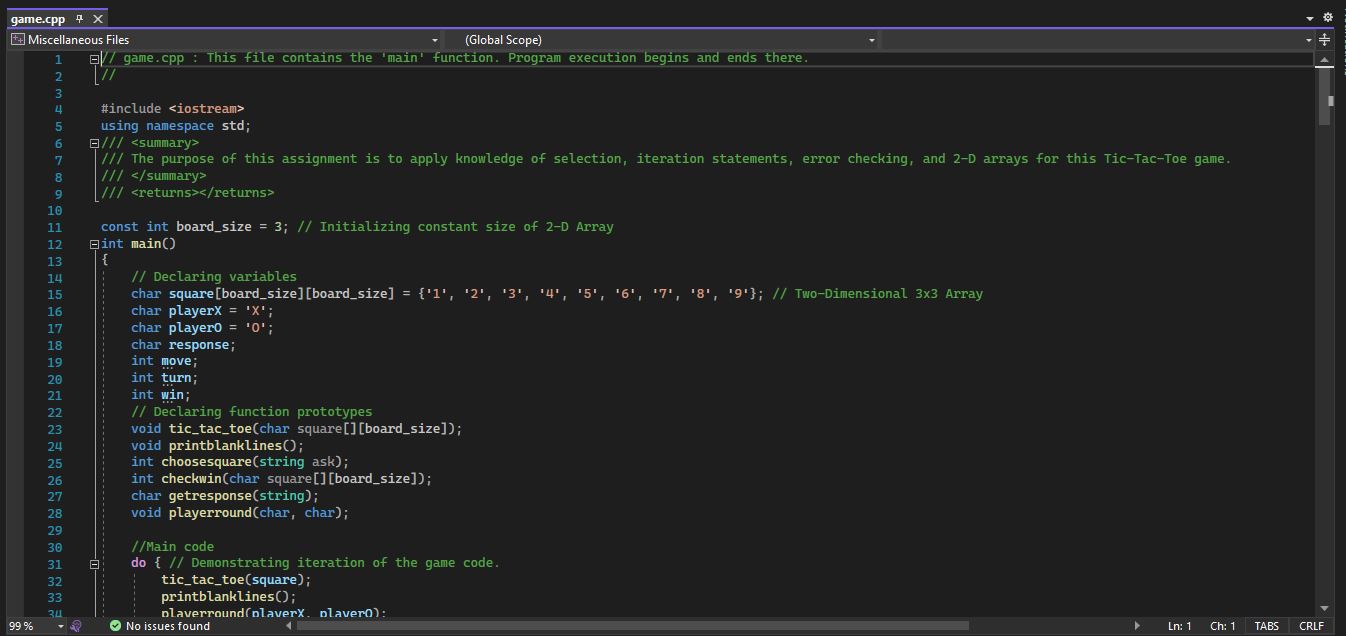 game.cpp
Miscellaneous Files (Global Scope)
1 // game.cpp : This file contains the 'main' function. Program execution begins and ends there.
2 //
3
4 #include <iostream>
5 using namespace std;
6 /// <summary>
7 /// The purpose of this assignment is to apply knowledge of selection, iteration statements, error checking, and 2-D arrays for this Tic-Tac-Toe game.
8 /// </summary>
9 /// <returns></returns>
10
11 const int board_size = 3; // Initializing constant size of 2-D Array
12 int main()
13 {
14 // Declaring variables
15 char square[board_size][board_size] = {'1', '2', '3', '4', '5', '6', '7', '8', '9'}; // Two-Dimensional 3x3 Array
16 char playerX = 'X';
17 char playerO = 'O';
18 char response;
19 int move;
20 int turn;
21 int win;
22 // Declaring function prototypes
23 void tic_tac_toe(char square[][board_size]);
24 void printblanklines();
25 int choosesquare(string ask);
26 int checkwin(char square[][board_size]);
27 char getresponse(string);
28 void playerround(char, char);
29
30 //Main code
31 do { // Demonstrating iteration of the game code.
32 tic_tac_toe(square);
33 printblanklines();
34 playerround(playerX, playerO);
99 % No issues found Ln: 1 Ch: 1 TABS CRLF